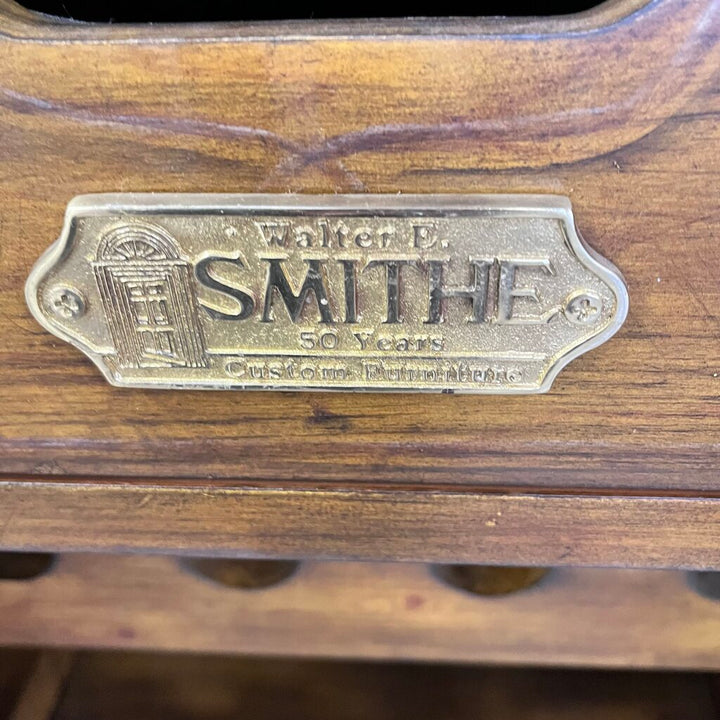 Walter E.
SMITHE
50 Years
Custom Furniture